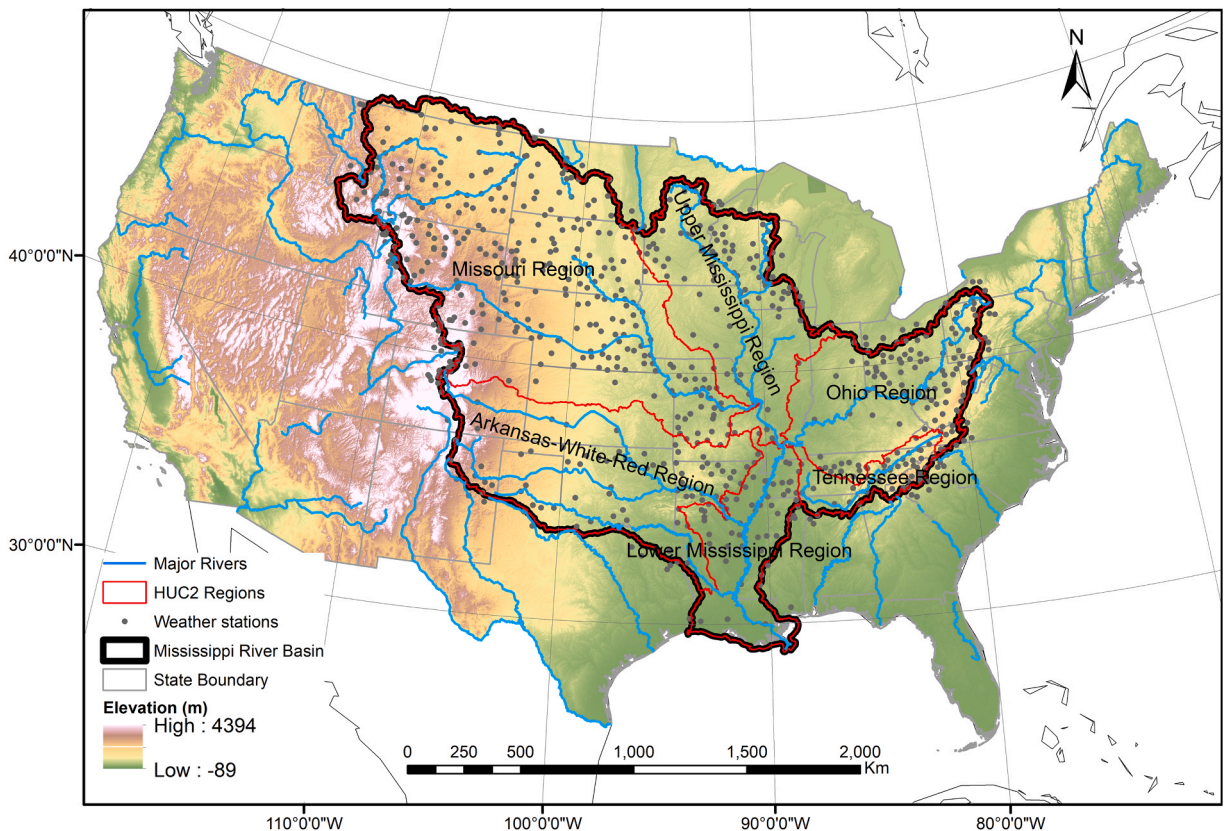 N
40°0'0"N
30°0'0"N
Missouri Region
Upper Mississippi Region
Ohio Region
Arkansas-White-Red Region
Tennessee Region
Lower Mississippi Region
Major Rivers
HUC2 Regions
Weather stations
Mississippi River Basin
State Boundary
Elevation (m)
High : 4394
Low : -89
0 250 500 1,000 1,500 2,000
Km
110°0'0"W 100°0'0"W 90°0'0"W 80°0'0"W